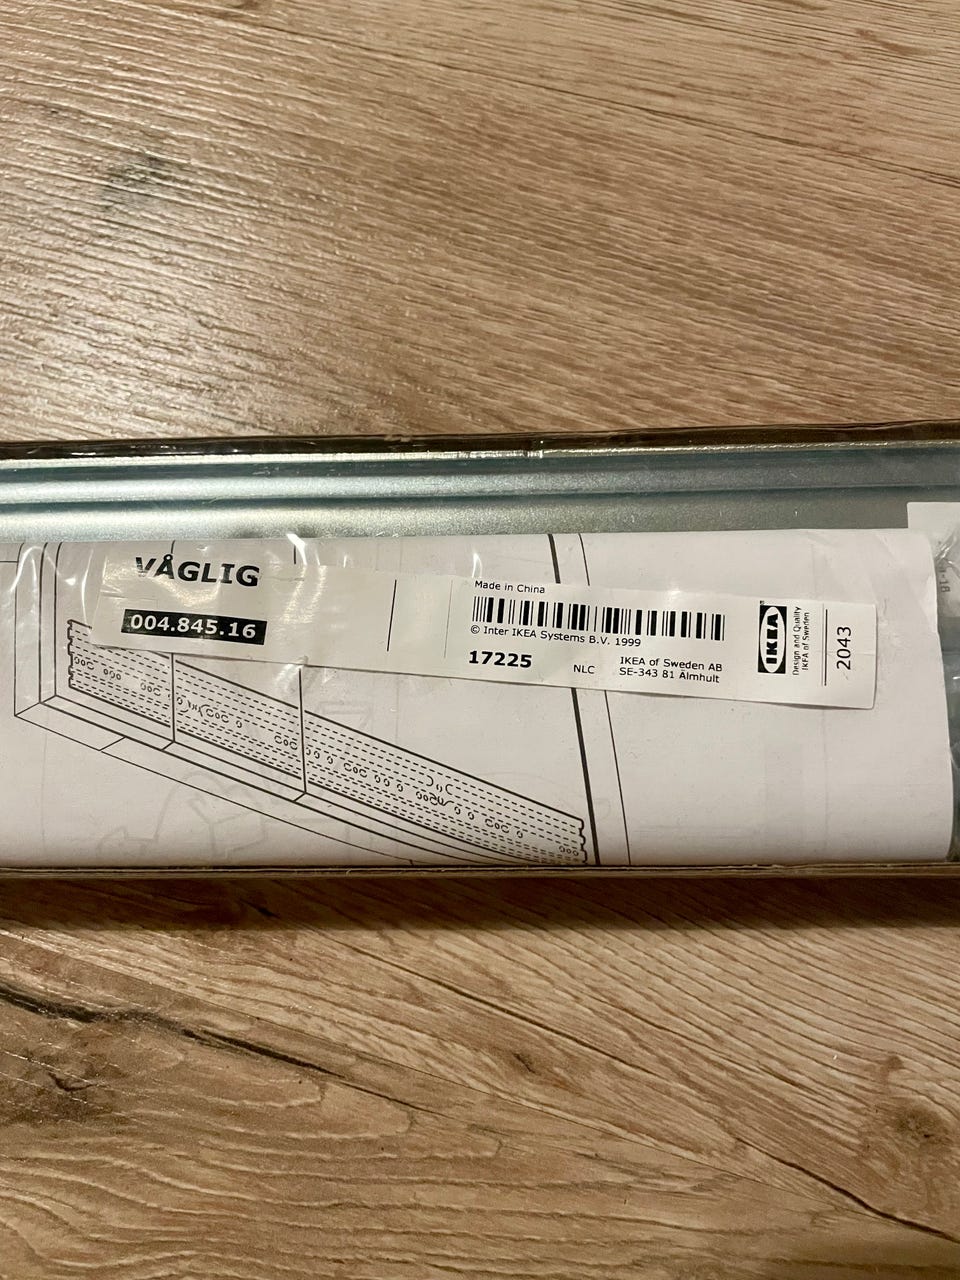 VÅGLIG
004.845.16
Made in China
© Inter IKEA Systems B.V. 1999
17225
NLC
IKEA of Sweden AB
SE-343 81 Älmhult
IKEA
Design and Quality
IKEA of Sweden
2043